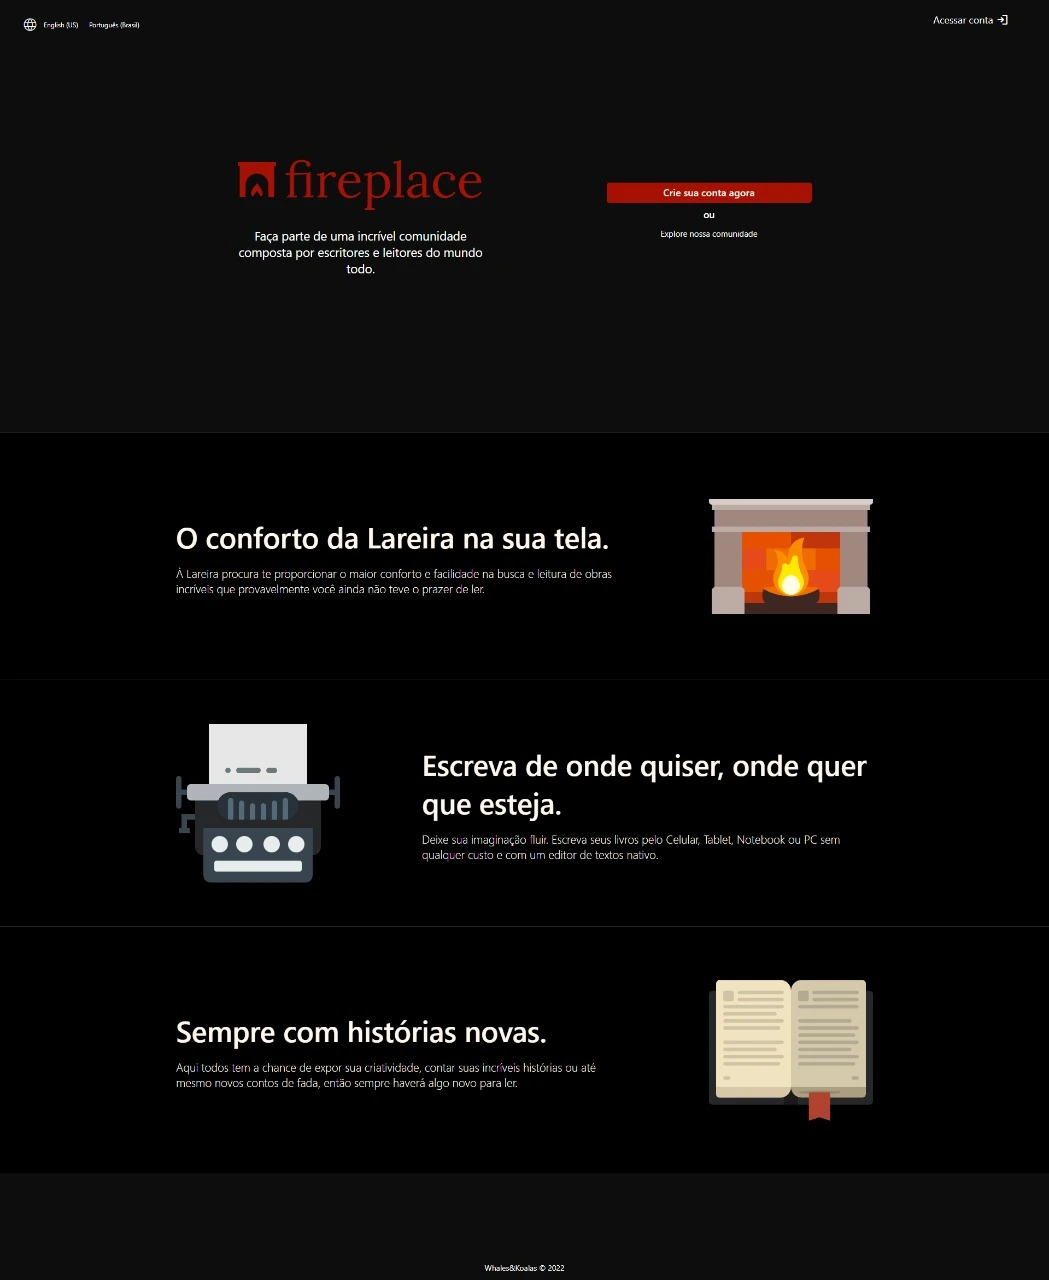 English (US) Português (Brasil)
Acessar conta
fireplace
Faça parte de uma incrível comunidade
composta por escritores e leitores do mundo
todo.
Crie sua conta agora
ou
Explore nossa comunidade
O conforto da Lareira na sua tela.
À Lareira procura te proporcionar o maior conforto e facilidade na busca e leitura de obras
incríveis que provavelmente você ainda não teve o prazer de ler.
Escreva de onde quiser, onde quer
que esteja.
Deixe sua imaginação fluir. Escreva seus livros pelo Celular, Tablet, Notebook ou PC sem
qualquer custo e com um editor de textos nativo.
Sempre com histórias novas.
Aqui todos tem a chance de expor sua criatividade, contar suas incríveis histórias ou até
mesmo novos contos de fada, então sempre haverá algo novo para ler.
Whales&Koalas © 2022